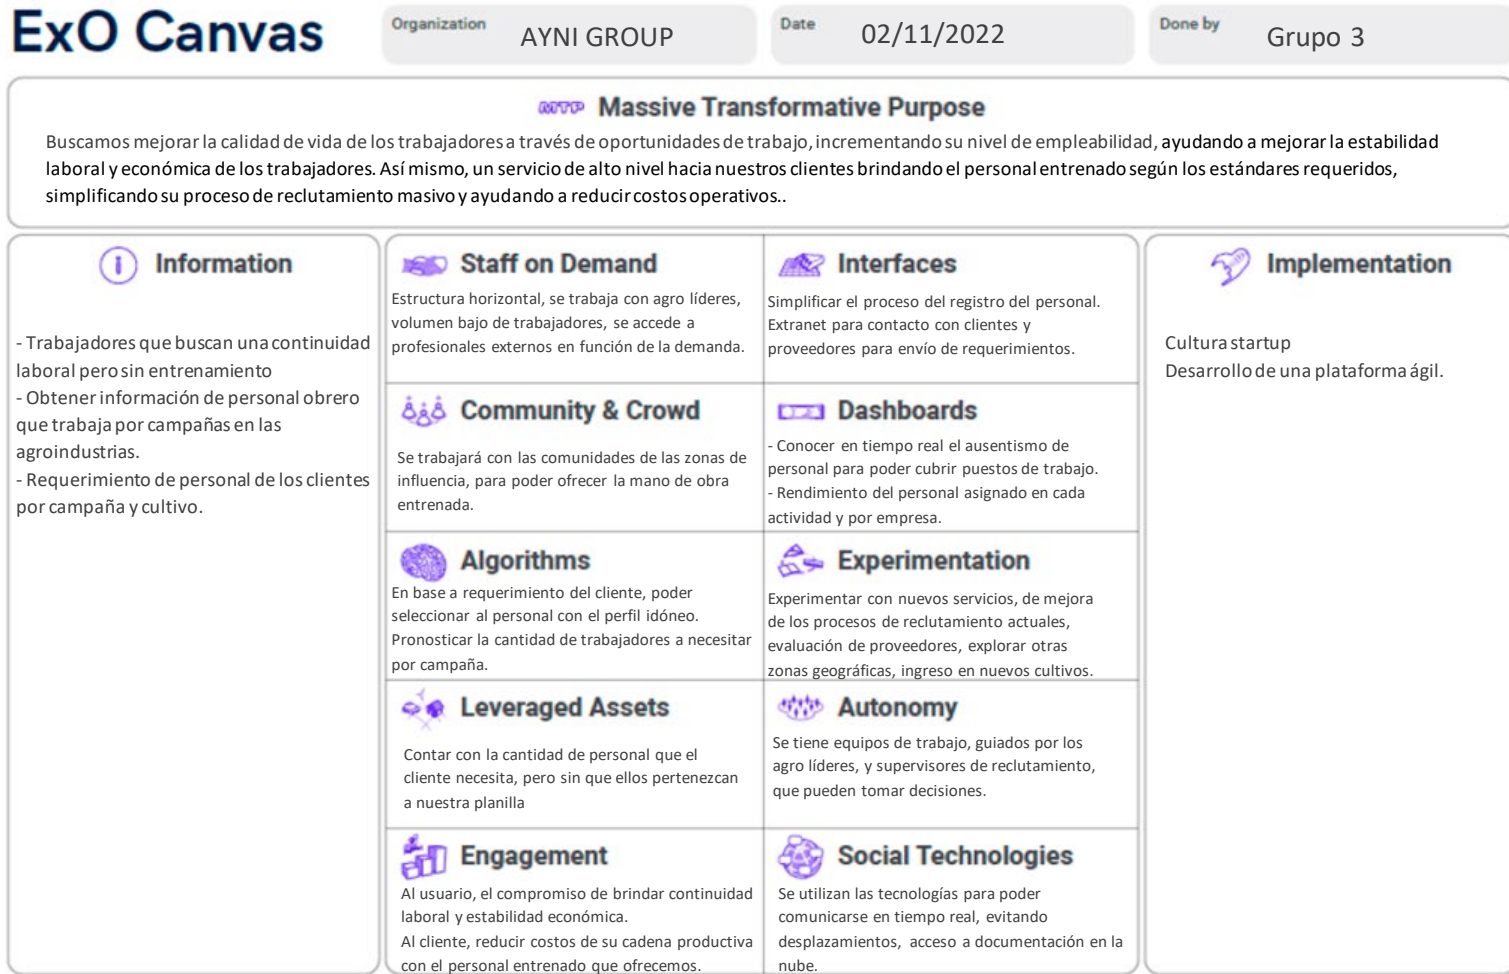 ExO Canvas
Organization
AYNI GROUP
Date
02/11/2022
Done by
Grupo 3
MTP Massive Transformative Purpose
Buscamos mejorar la calidad de vida de los trabajadores a través de oportunidades de trabajo, incrementando su nivel de empleabilidad, ayudando a mejorar la estabilidad
laboral y económica de los trabajadores. Así mismo, un servicio de alto nivel hacia nuestros clientes brindando el personal entrenado según los estándares requeridos,
simplificando su proceso de reclutamiento masivo y ayudando a reducir costos operativos..
i Information
- Trabajadores que buscan una continuidad
laboral pero sin entrenamiento
- Obtener información de personal obrero
que trabaja por campañas en las
agroindustrias.
- Requerimiento de personal de los clientes
por campaña y cultivo.
Staff on Demand
Estructura horizontal, se trabaja con agro líderes,
volumen bajo de trabajadores, se accede a
profesionales externos en función de la demanda.
Interfaces
Simplificar el proceso del registro del personal.
Extranet para contacto con clientes y
proveedores para envío de requerimientos.
Community & Crowd
Se trabajará con las comunidades de las zonas de
influencia, para poder ofrecer la mano de obra
entrenada.
Dashboards
- Conocer en tiempo real el ausentismo de
personal para poder cubrir puestos de trabajo.
- Rendimiento del personal asignado en cada
actividad y por empresa.
Algorithms
En base a requerimiento del cliente, poder
seleccionar al personal con el perfil idóneo.
Pronosticar la cantidad de trabajadores a necesitar
por campaña.
Experimentation
Experimentar con nuevos servicios, de mejora
de los procesos de reclutamiento actuales,
evaluación de proveedores, explorar otras
zonas geográficas, ingreso en nuevos cultivos.
Leveraged Assets
Contar con la cantidad de personal que el
cliente necesita, pero sin que ellos pertenezcan
a nuestra planilla
Autonomy
Se tiene equipos de trabajo, guiados por los
agro líderes, y supervisores de reclutamiento,
que pueden tomar decisiones.
Engagement
Al usuario, el compromiso de brindar continuidad
laboral y estabilidad económica.
Al cliente, reducir costos de su cadena productiva
con el personal entrenado que ofrecemos.
Social Technologies
Se utilizan las tecnologías para poder
comunicarse en tiempo real, evitando
desplazamientos, acceso a documentación en la
nube.
Implementation
Cultura startup
Desarrollo de una plataforma ágil.